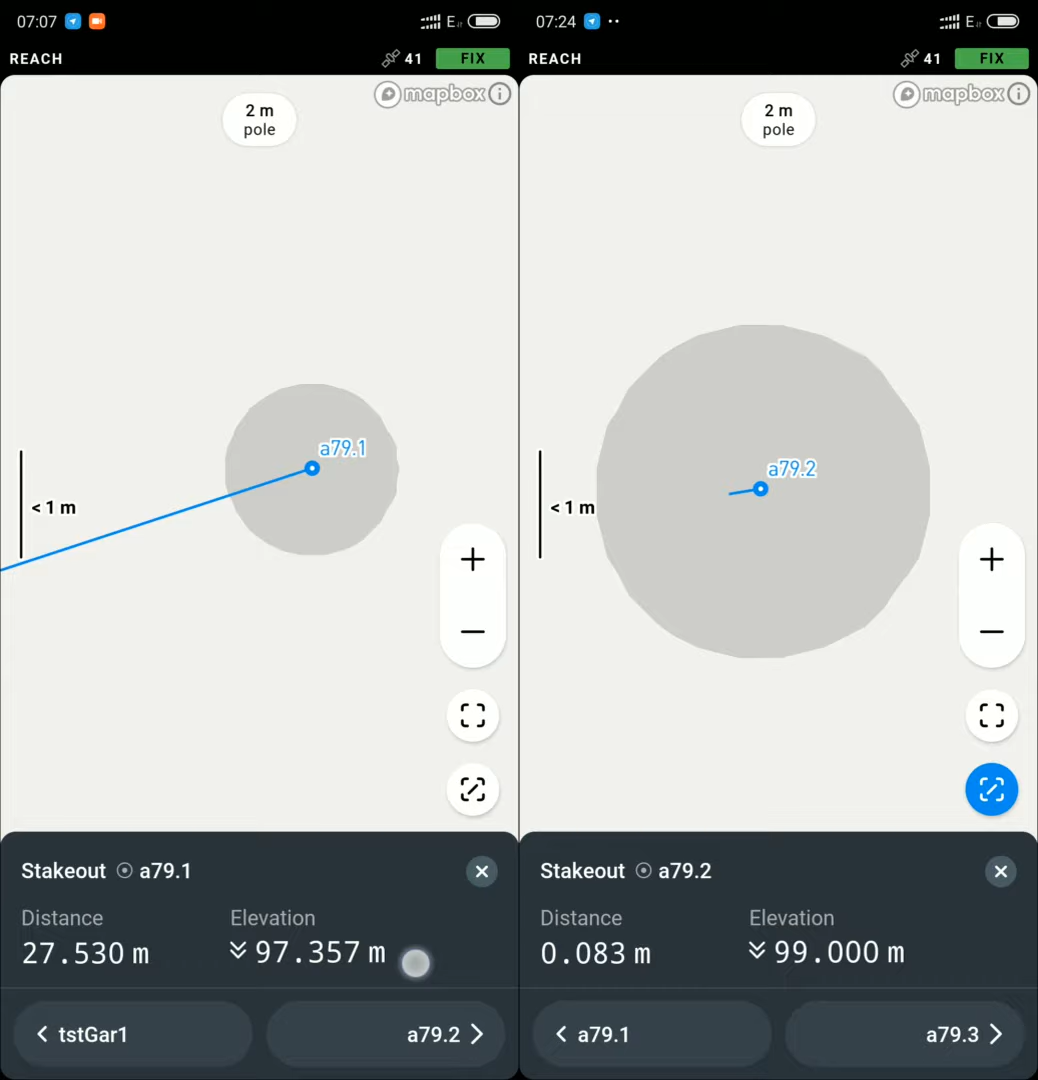 07:07
REACH
41
FIX
mapbox
2 m
pole
a79.1
< 1 m
Stakeout a79.1
Distance
Elevation
27.530 m
97.357 m
tstGar1
a79.2
07:24
REACH
41
FIX
mapbox
2 m
pole
a79.2
< 1 m
Stakeout a79.2
Distance
Elevation
0.083 m
99.000 m
a79.1
a79.3